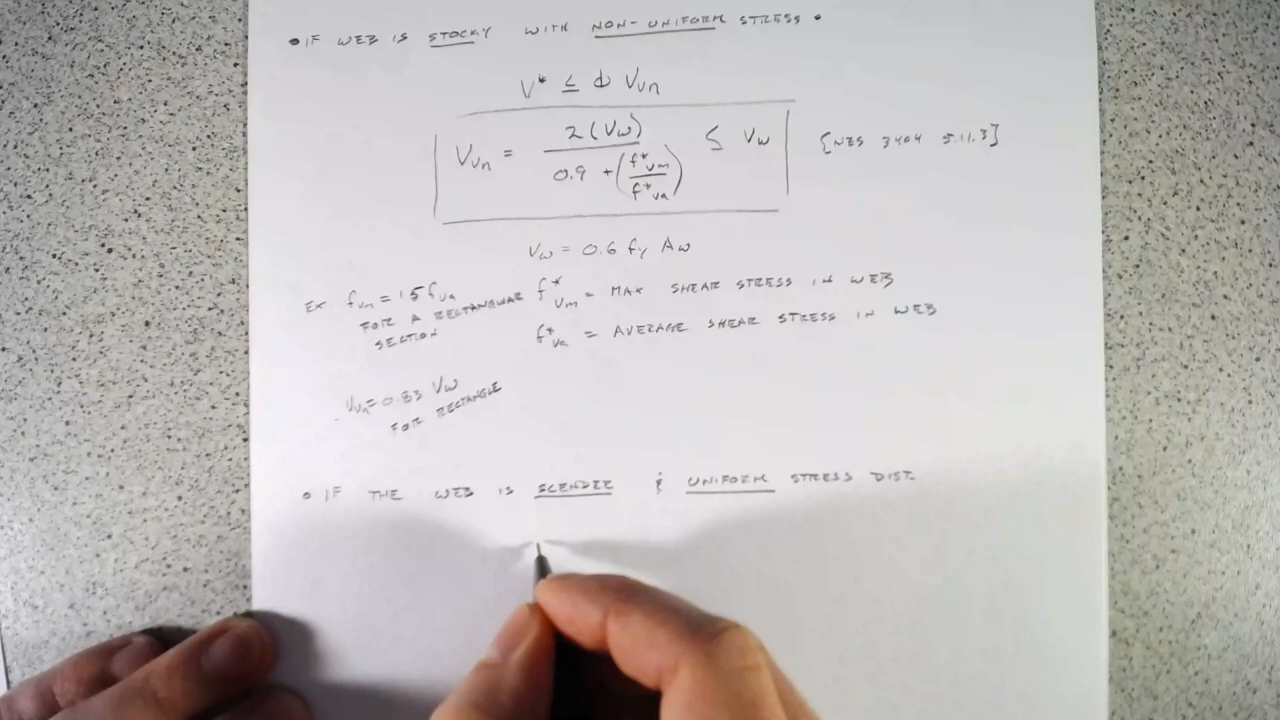 • IF WEB IS STOCKY WITH NON-UNIFORM STRESS •
V* ≤ ϕ Vvn
Vvn = 2(Vw) / 0.9 + (f*vm / f*va) ≤ Vw [NZS 3404 5.11.3]
Vw = 0.6 fy Aw
Ex fvm = 1.5 fva
FOR A RECTANGULAR
SECTION
f*vm = MAX SHEAR STRESS IN WEB
f*va = AVERAGE SHEAR STRESS IN WEB
Vvn = 0.83 Vw
FOR RECTANGLE
• IF THE WEB IS SLENDER & UNIFORM STRESS DIST.